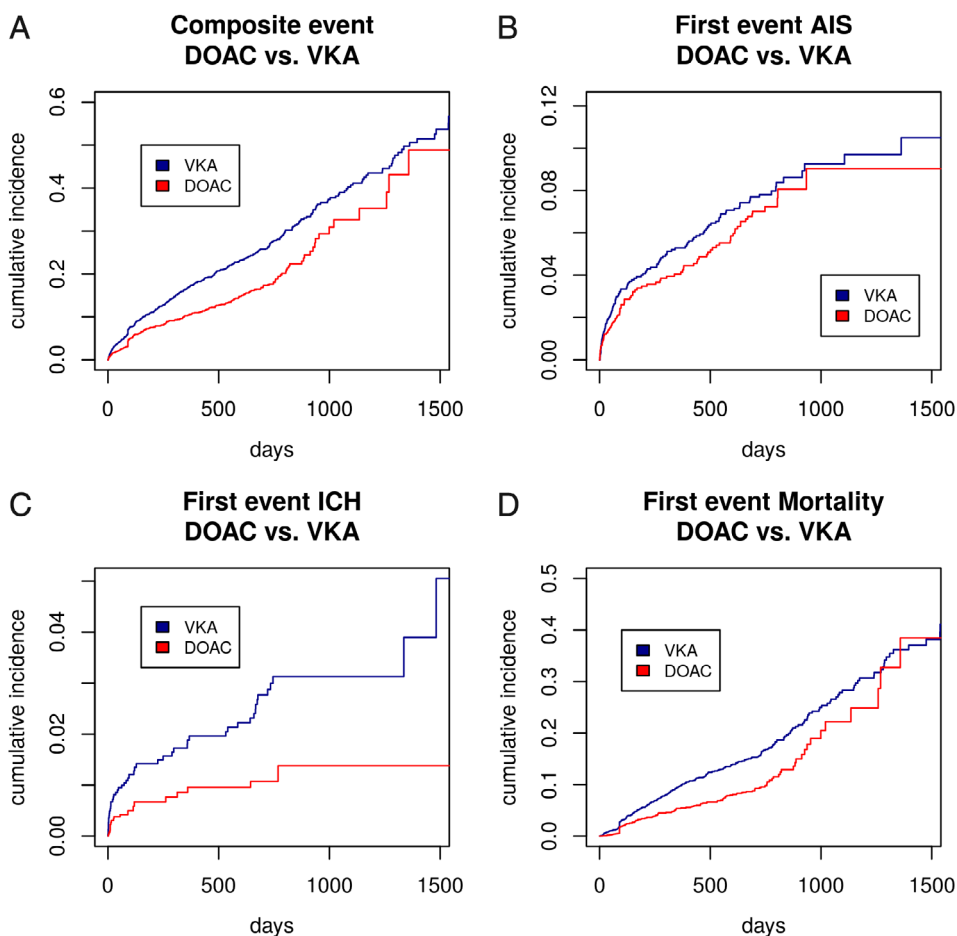 A
Composite event
DOAC vs. VKA
cumulative incidence
0.0
0.2
0.4
0.6
VKA
DOAC
0
500
1000
1500
days
B
First event AIS
DOAC vs. VKA
cumulative incidence
0.00
0.04
0.08
0.12
VKA
DOAC
0
500
1000
1500
days
C
First event ICH
DOAC vs. VKA
cumulative incidence
0.00
0.02
0.04
VKA
DOAC
0
500
1000
1500
days
D
First event Mortality
DOAC vs. VKA
cumulative incidence
0.0
0.1
0.2
0.3
0.4
0.5
VKA
DOAC
0
500
1000
1500
days